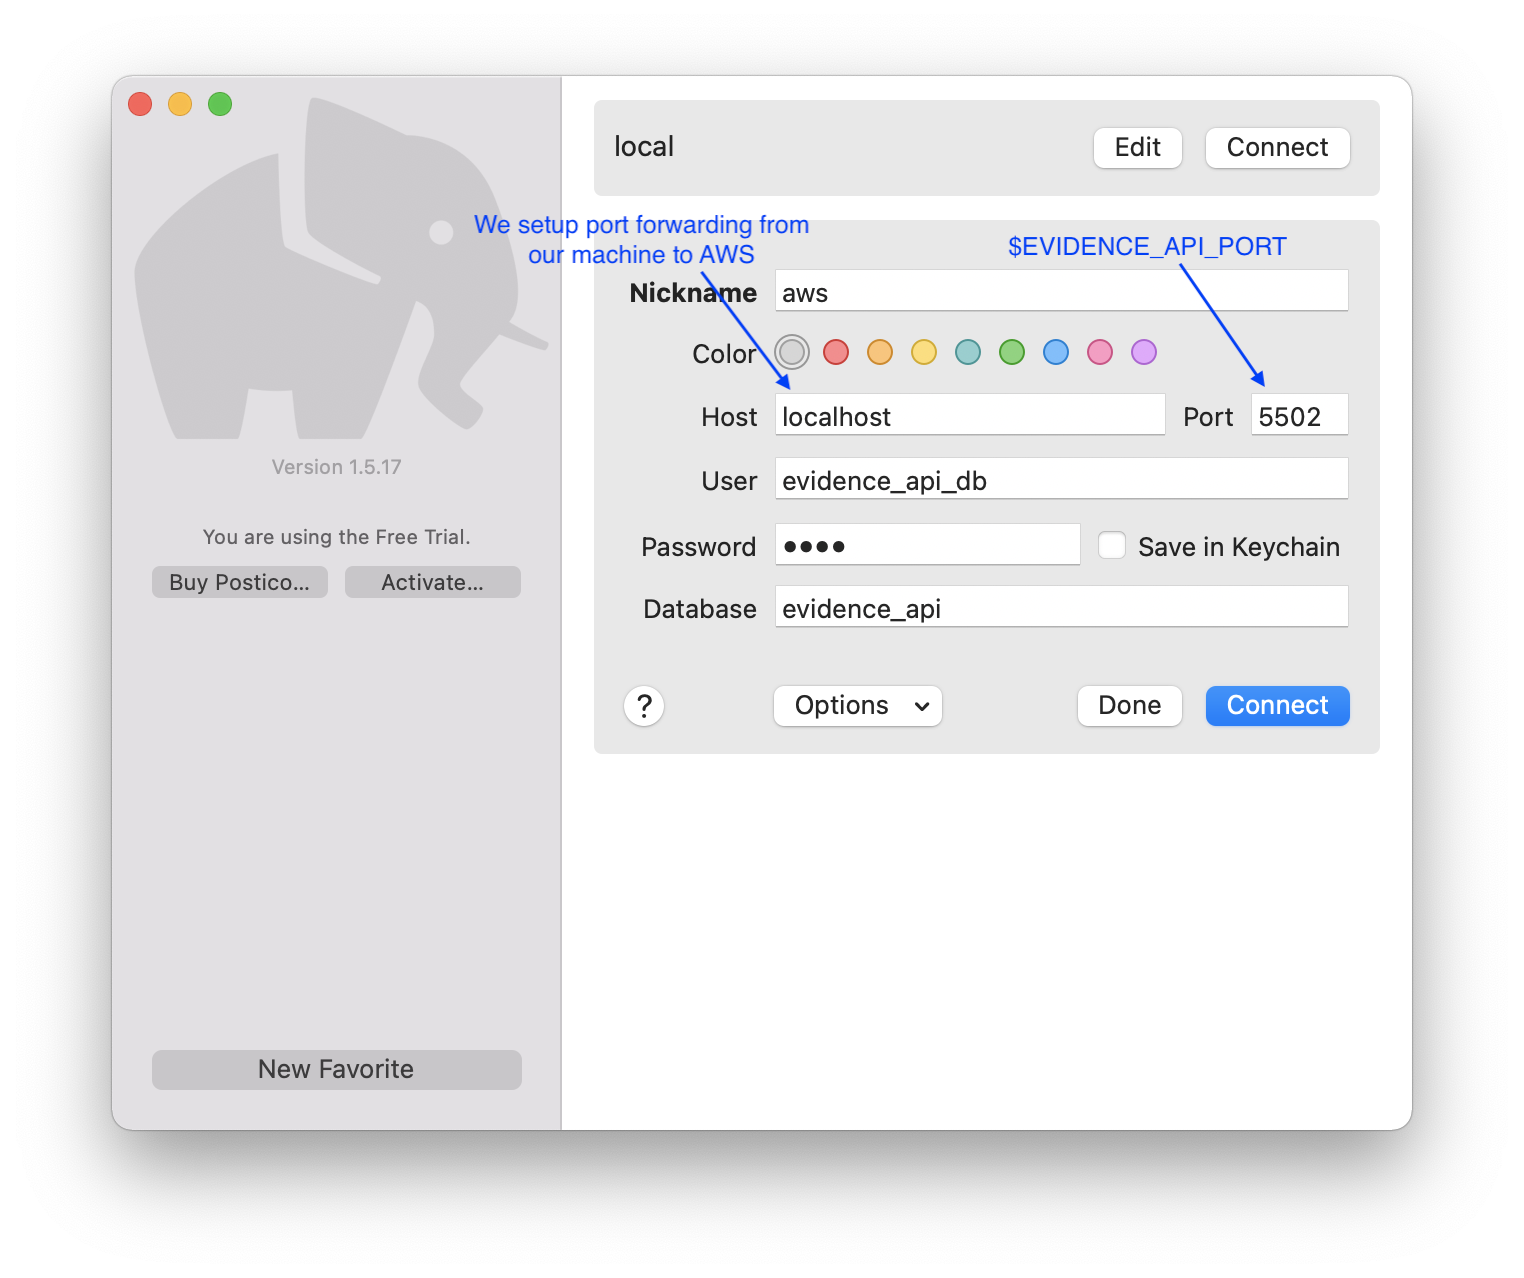 local
Edit
Connect
We setup port forwarding from
our machine to AWS
$EVIDENCE_API_PORT
Nickname
aws
Color
Host
localhost
Port
5502
User
evidence_api_db
Password
••••
Save in Keychain
Database
evidence_api
?
Options
Done
Connect
Version 1.5.17
You are using the Free Trial.
Buy Postico...
Activate...
New Favorite